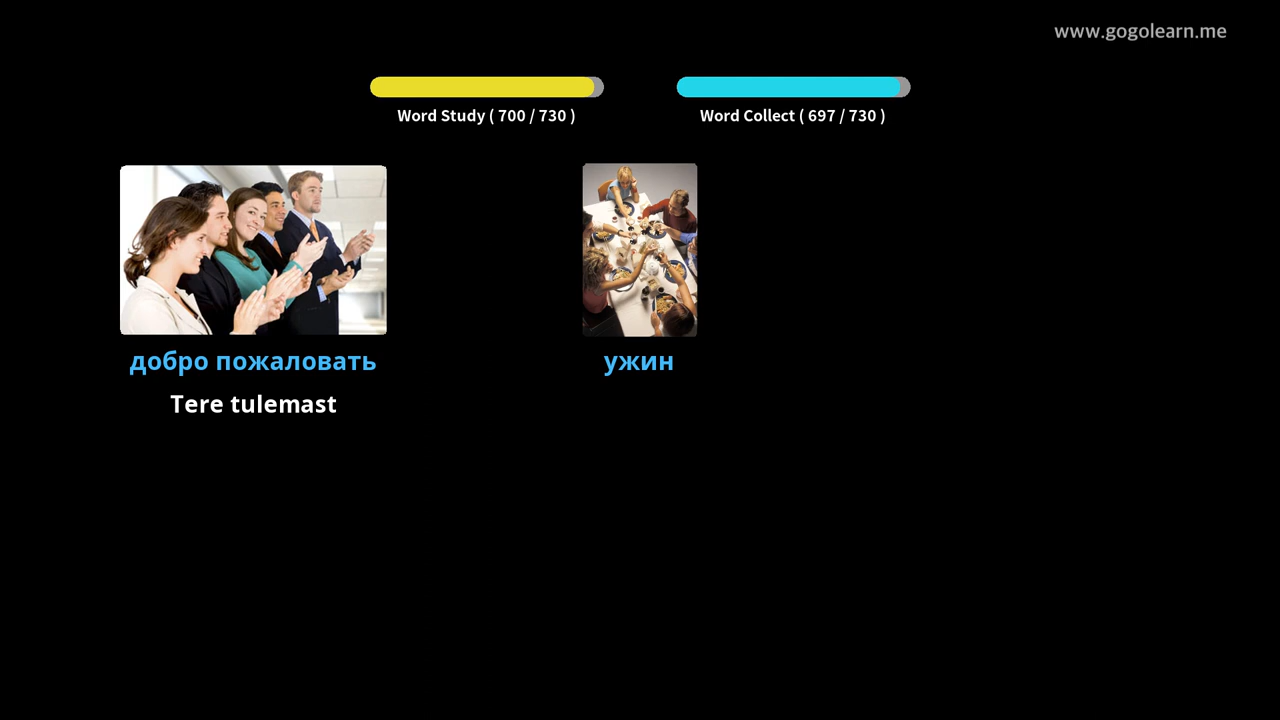 www.gogolearn.me
Word Study ( 700 / 730 )
Word Collect ( 697 / 730 )
добро пожаловать
ужин
Tere tulemast